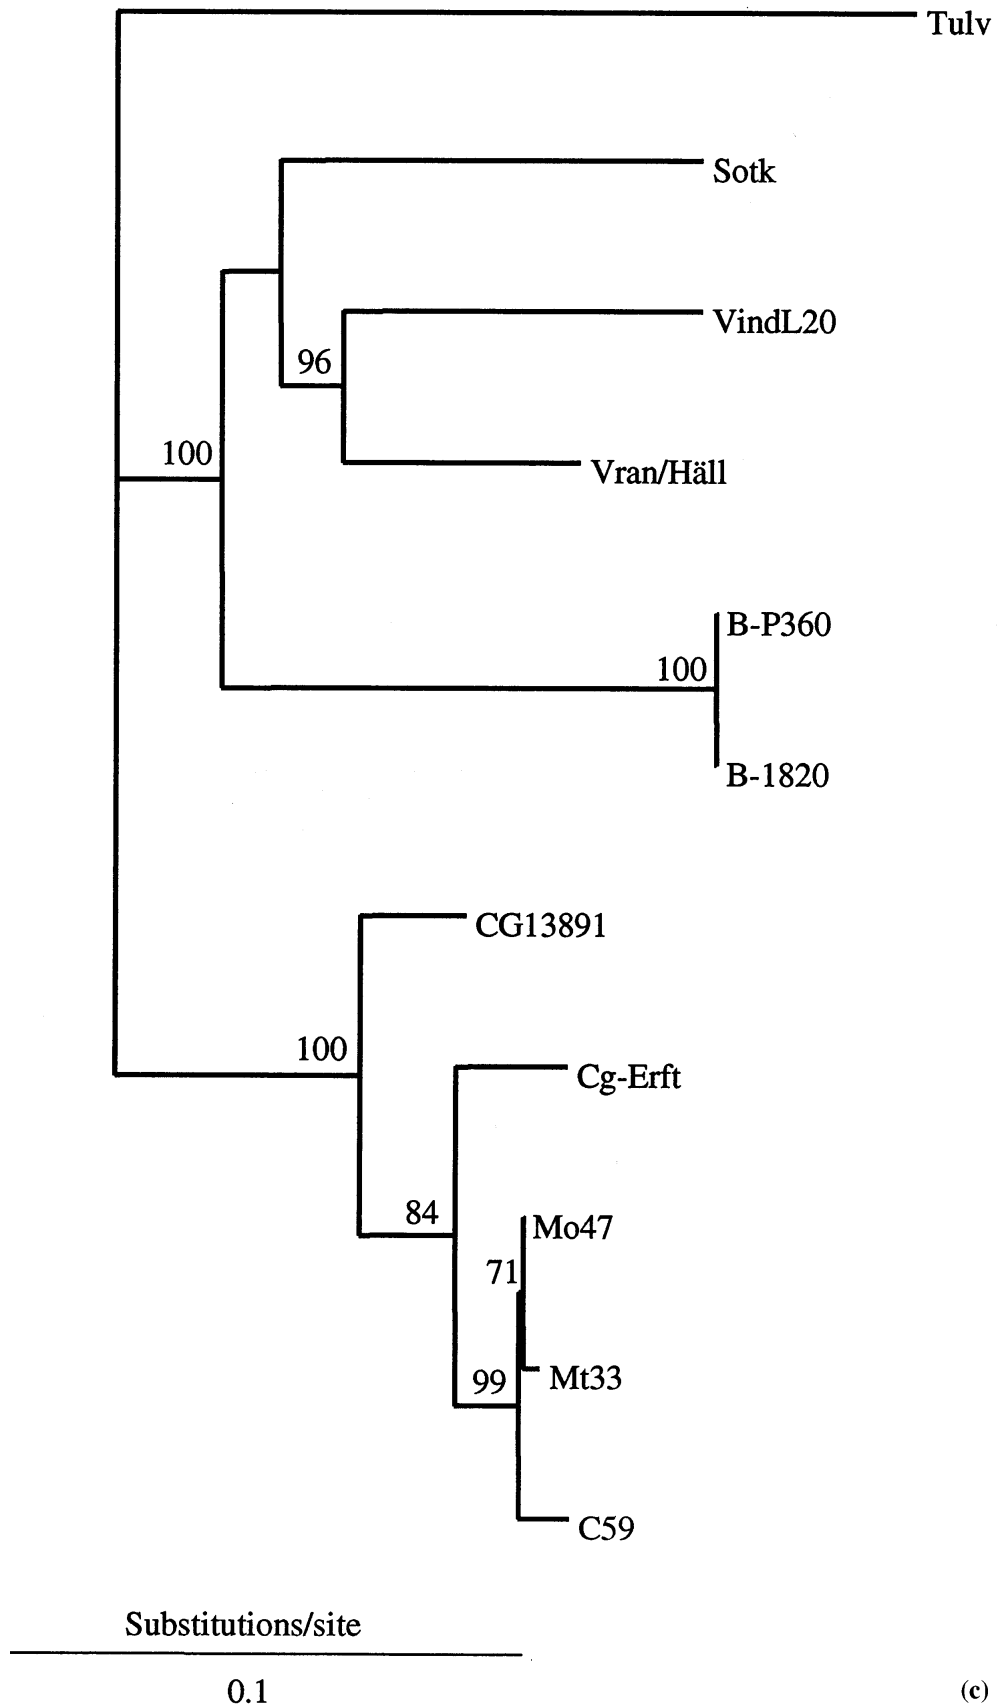 Tulv
Sotk
VindL20
96
Vran/Häll
100
B-P360
100
B-1820
CG13891
100
Cg-Erft
84
Mo47
71
Mt33
99
C59
Substitutions/site
0.1
(c)